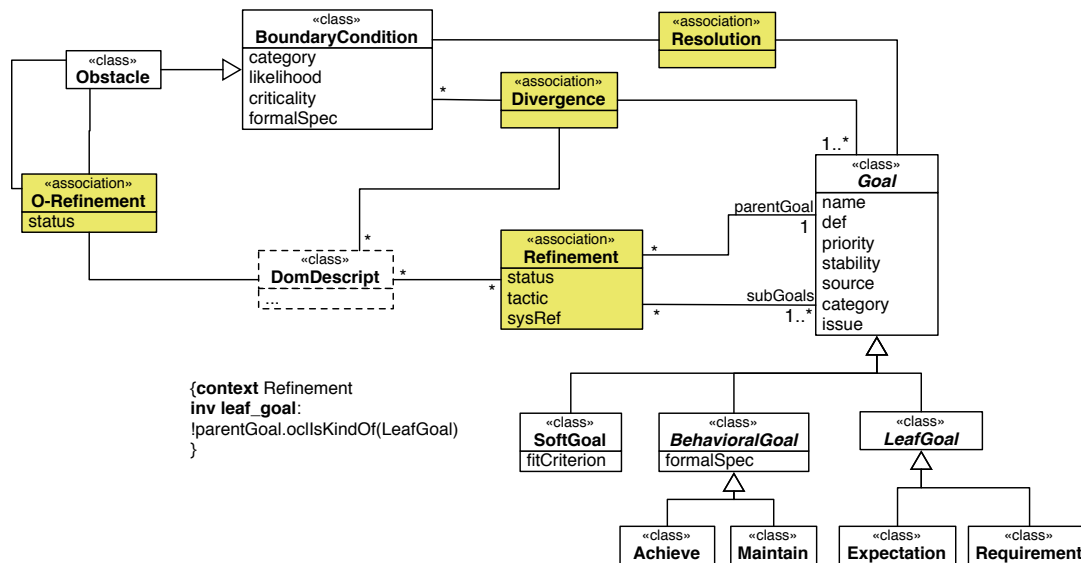 «class»
BoundaryCondition
category
likelihood
criticality
formalSpec
«association»
Resolution
«class»
Obstacle
«association»
Divergence
*
1..*
«class»
Goal
name
def
priority
stability
source
category
issue
«association»
O-Refinement
status
parentGoal
1
*
«association»
Refinement
status
tactic
sysRef
*
«class»
DomDescript
...
*
*
subGoals
1..*
*
{context Refinement
inv leaf_goal:
!parentGoal.oclIsKindOf(LeafGoal)
}
«class»
SoftGoal
fitCriterion
«class»
BehavioralGoal
formalSpec
«class»
LeafGoal
«class»
Achieve
«class»
Maintain
«class»
Expectation
«class»
Requirement